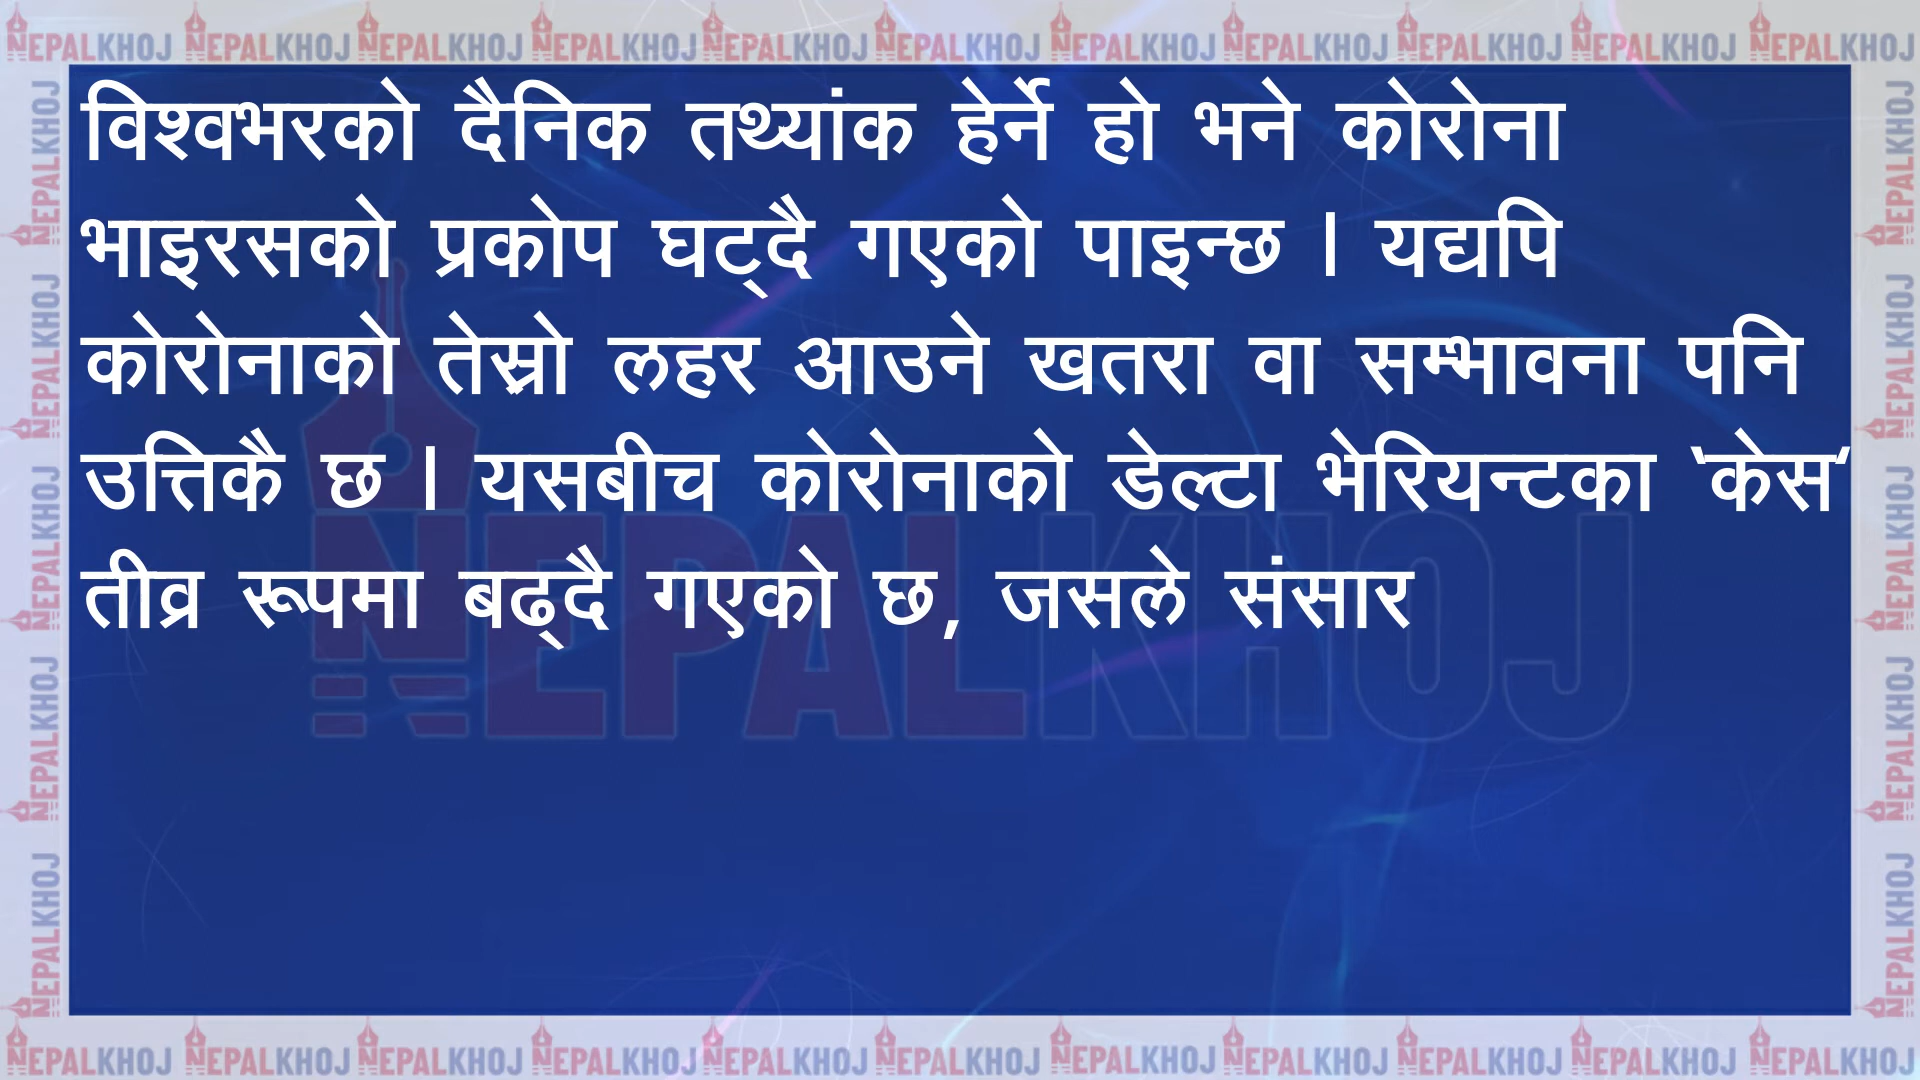 विश्वभरको दैनिक तथ्यांक हेर्ने हो भने कोरोना
भाइरसको प्रकोप घट्दै गएको पाइन्छ । यद्यपि
कोरोनाको तेस्रो लहर आउने खतरा वा सम्भावना पनि
उत्तिकै छ । यसबीच कोरोनाको डेल्टा भेरियन्टका ‘केस’
तीव्र रूपमा बढ्दै गएको छ, जसले संसार
NEPALKHOJ